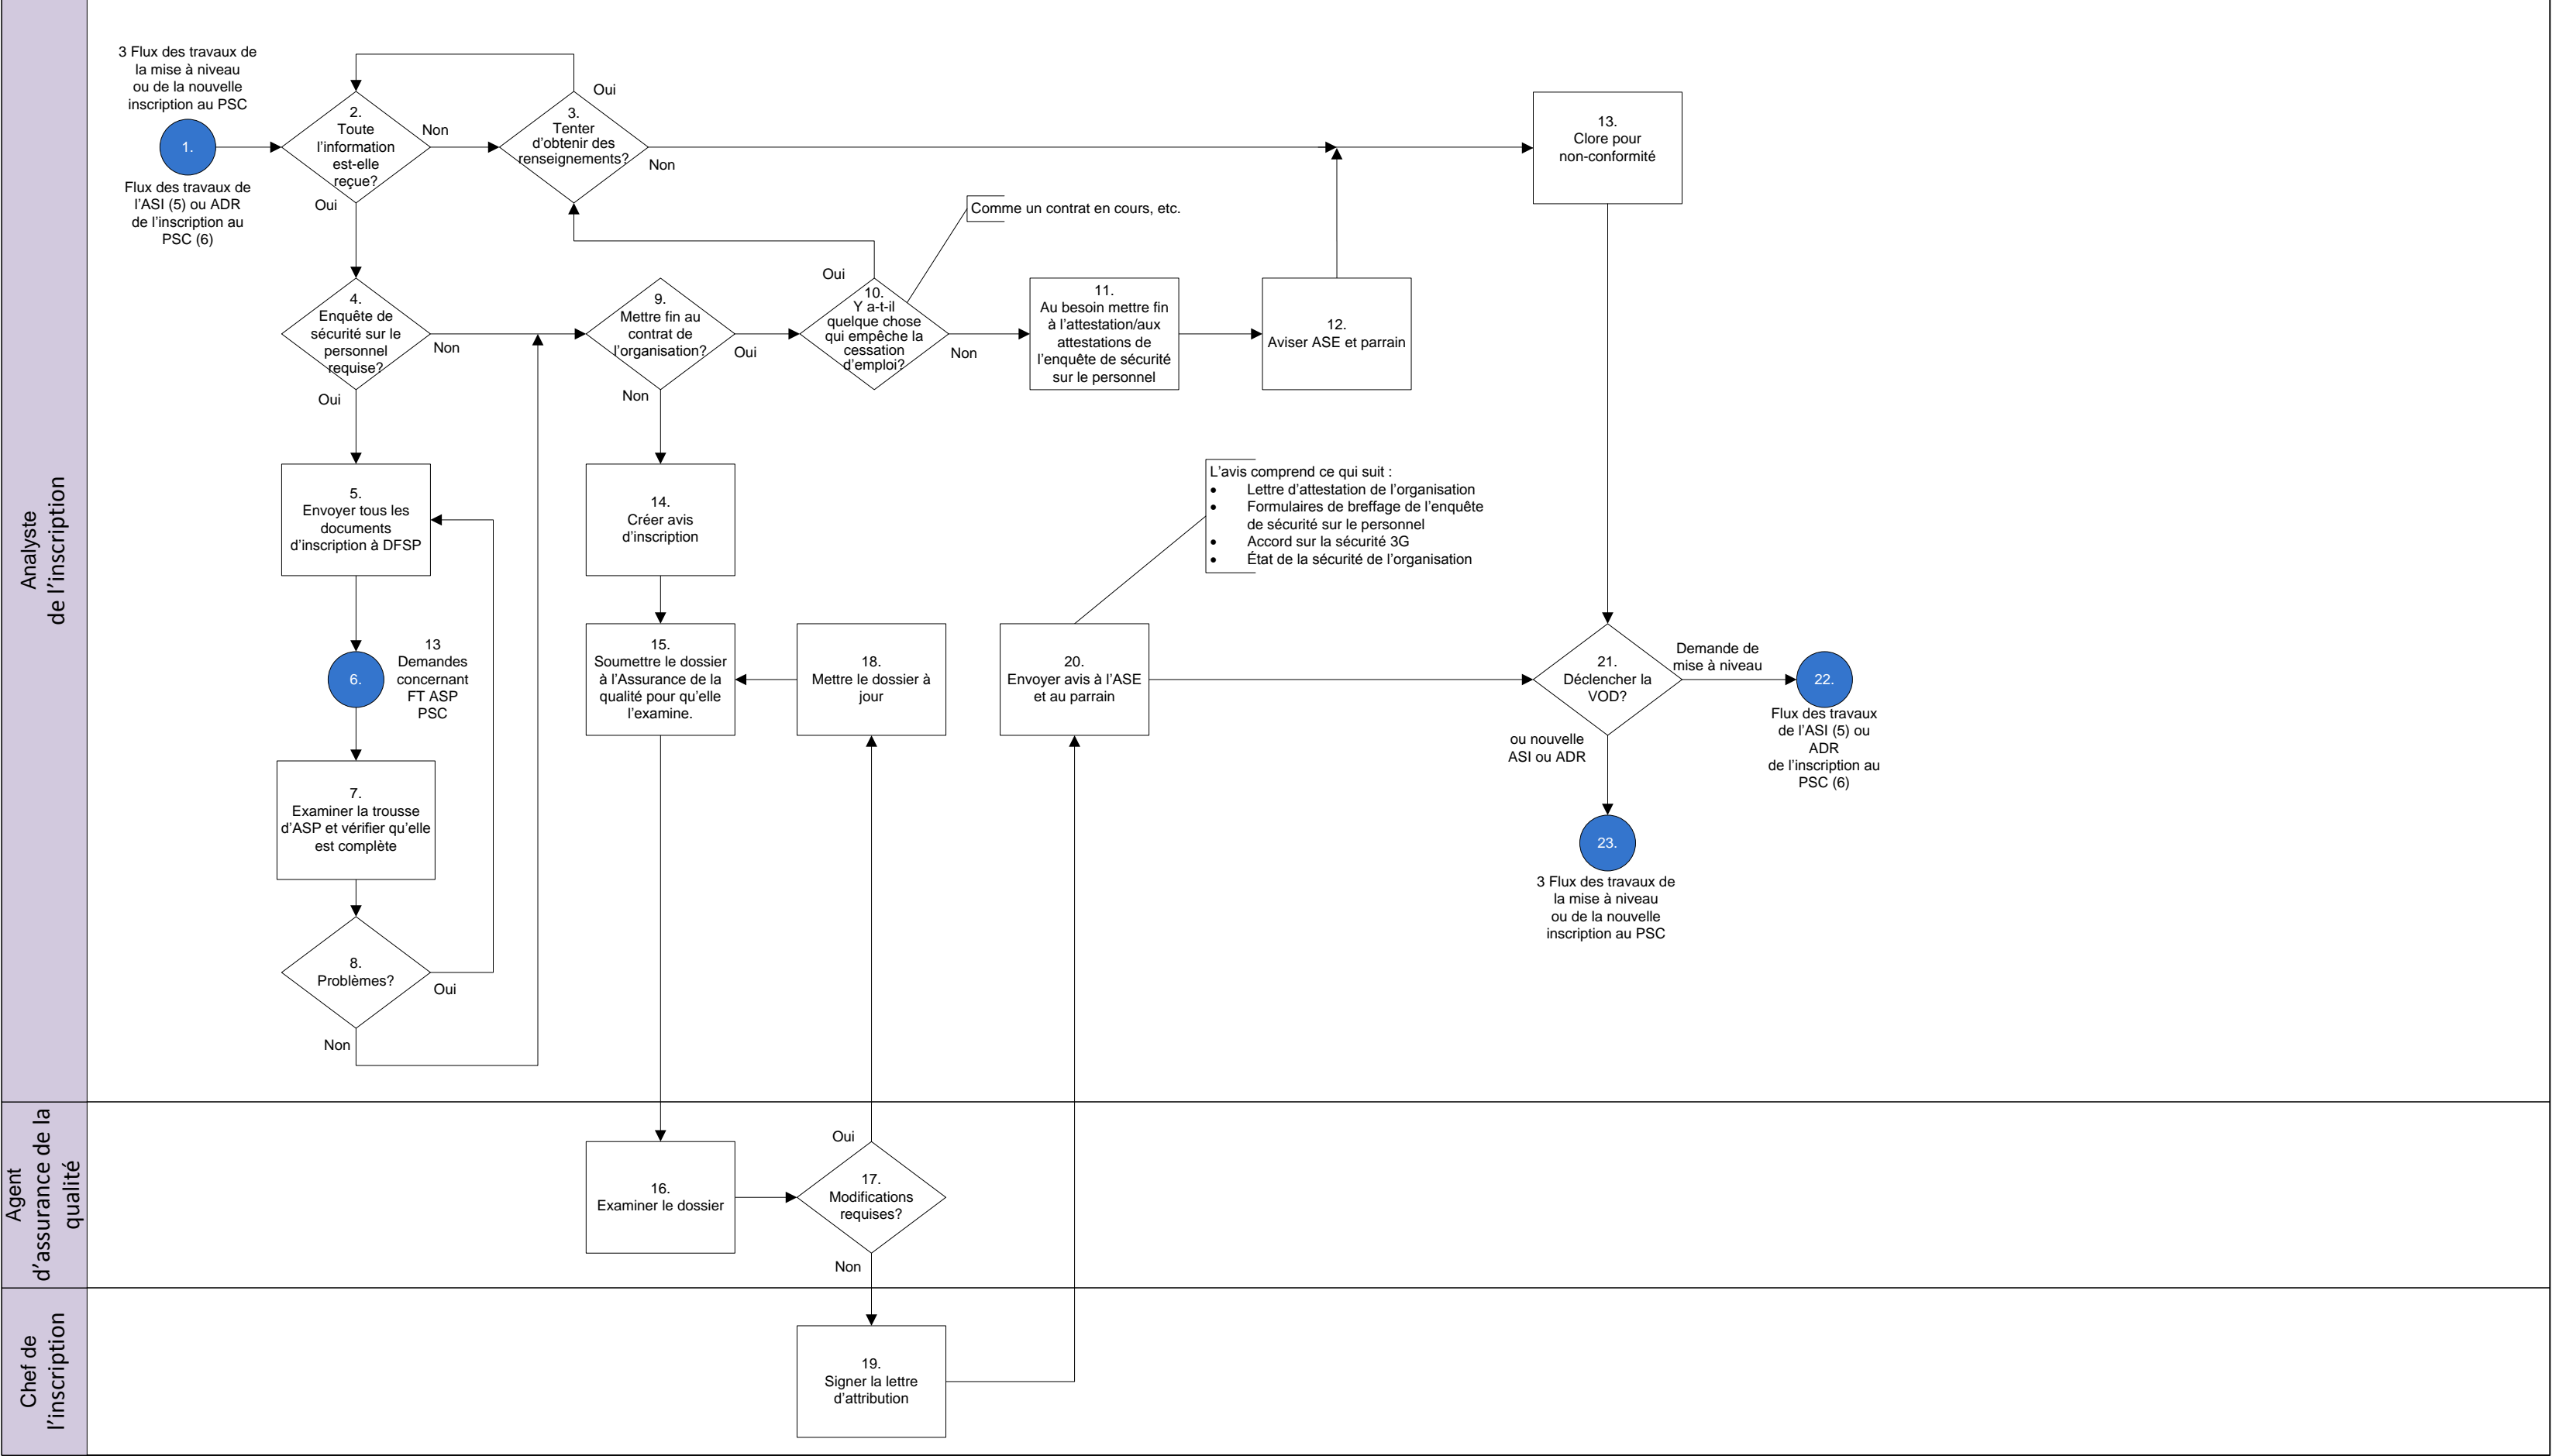 Analyste
de l'inscription
3 Flux des travaux de
la mise à niveau
ou de la nouvelle
inscription au PSC
1.
Flux des travaux de
l'ASI (5) ou ADR
de l'inscription au
PSC (6)
2.
Toute
l'information
est-elle
reçue?
Non
Oui
3.
Tenter
d'obtenir des
renseignements?
Oui
Non
13.
Clore pour
non-conformité
Comme un contrat en cours, etc.
4.
Enquête de
sécurité sur le
personnel
requise?
Non
Oui
9.
Mettre fin au
contrat de
l'organisation?
Oui
Non
10.
Y a-t-il
quelque chose
qui empêche la
cessation
d'emploi?
Oui
Non
11.
Au besoin mettre fin
à l'attestation/aux
attestations de
l'enquête de sécurité
sur le personnel
12.
Aviser ASE et parrain
5.
Envoyer tous les
documents
d'inscription à DFSP
14.
Créer avis
d'inscription
L'avis comprend ce qui suit :
• Lettre d'attestation de l'organisation
• Formulaires de breffage de l'enquête
de sécurité sur le personnel
• Accord sur la sécurité 3G
• État de la sécurité de l'organisation
6.
13
Demandes
concernant
FT ASP
PSC
15.
Soumettre le dossier
à l'Assurance de la
qualité pour qu'elle
l'examine.
18.
Mettre le dossier à
jour
20.
Envoyer avis à l'ASE
et au parrain
21.
Déclencher la
VOD?
Demande de
mise à niveau
22.
Flux des travaux
de l'ASI (5) ou
ADR
de l'inscription au
PSC (6)
ou nouvelle
ASI ou ADR
23.
3 Flux des travaux de
la mise à niveau
ou de la nouvelle
inscription au PSC
7.
Examiner la trousse
d'ASP et vérifier qu'elle
est complète
8.
Problèmes?
Oui
Non
Agent
d'assurance de la
qualité
16.
Examiner le dossier
17.
Modifications
requises?
Oui
Non
Chef de
l'inscription
19.
Signer la lettre
d'attribution